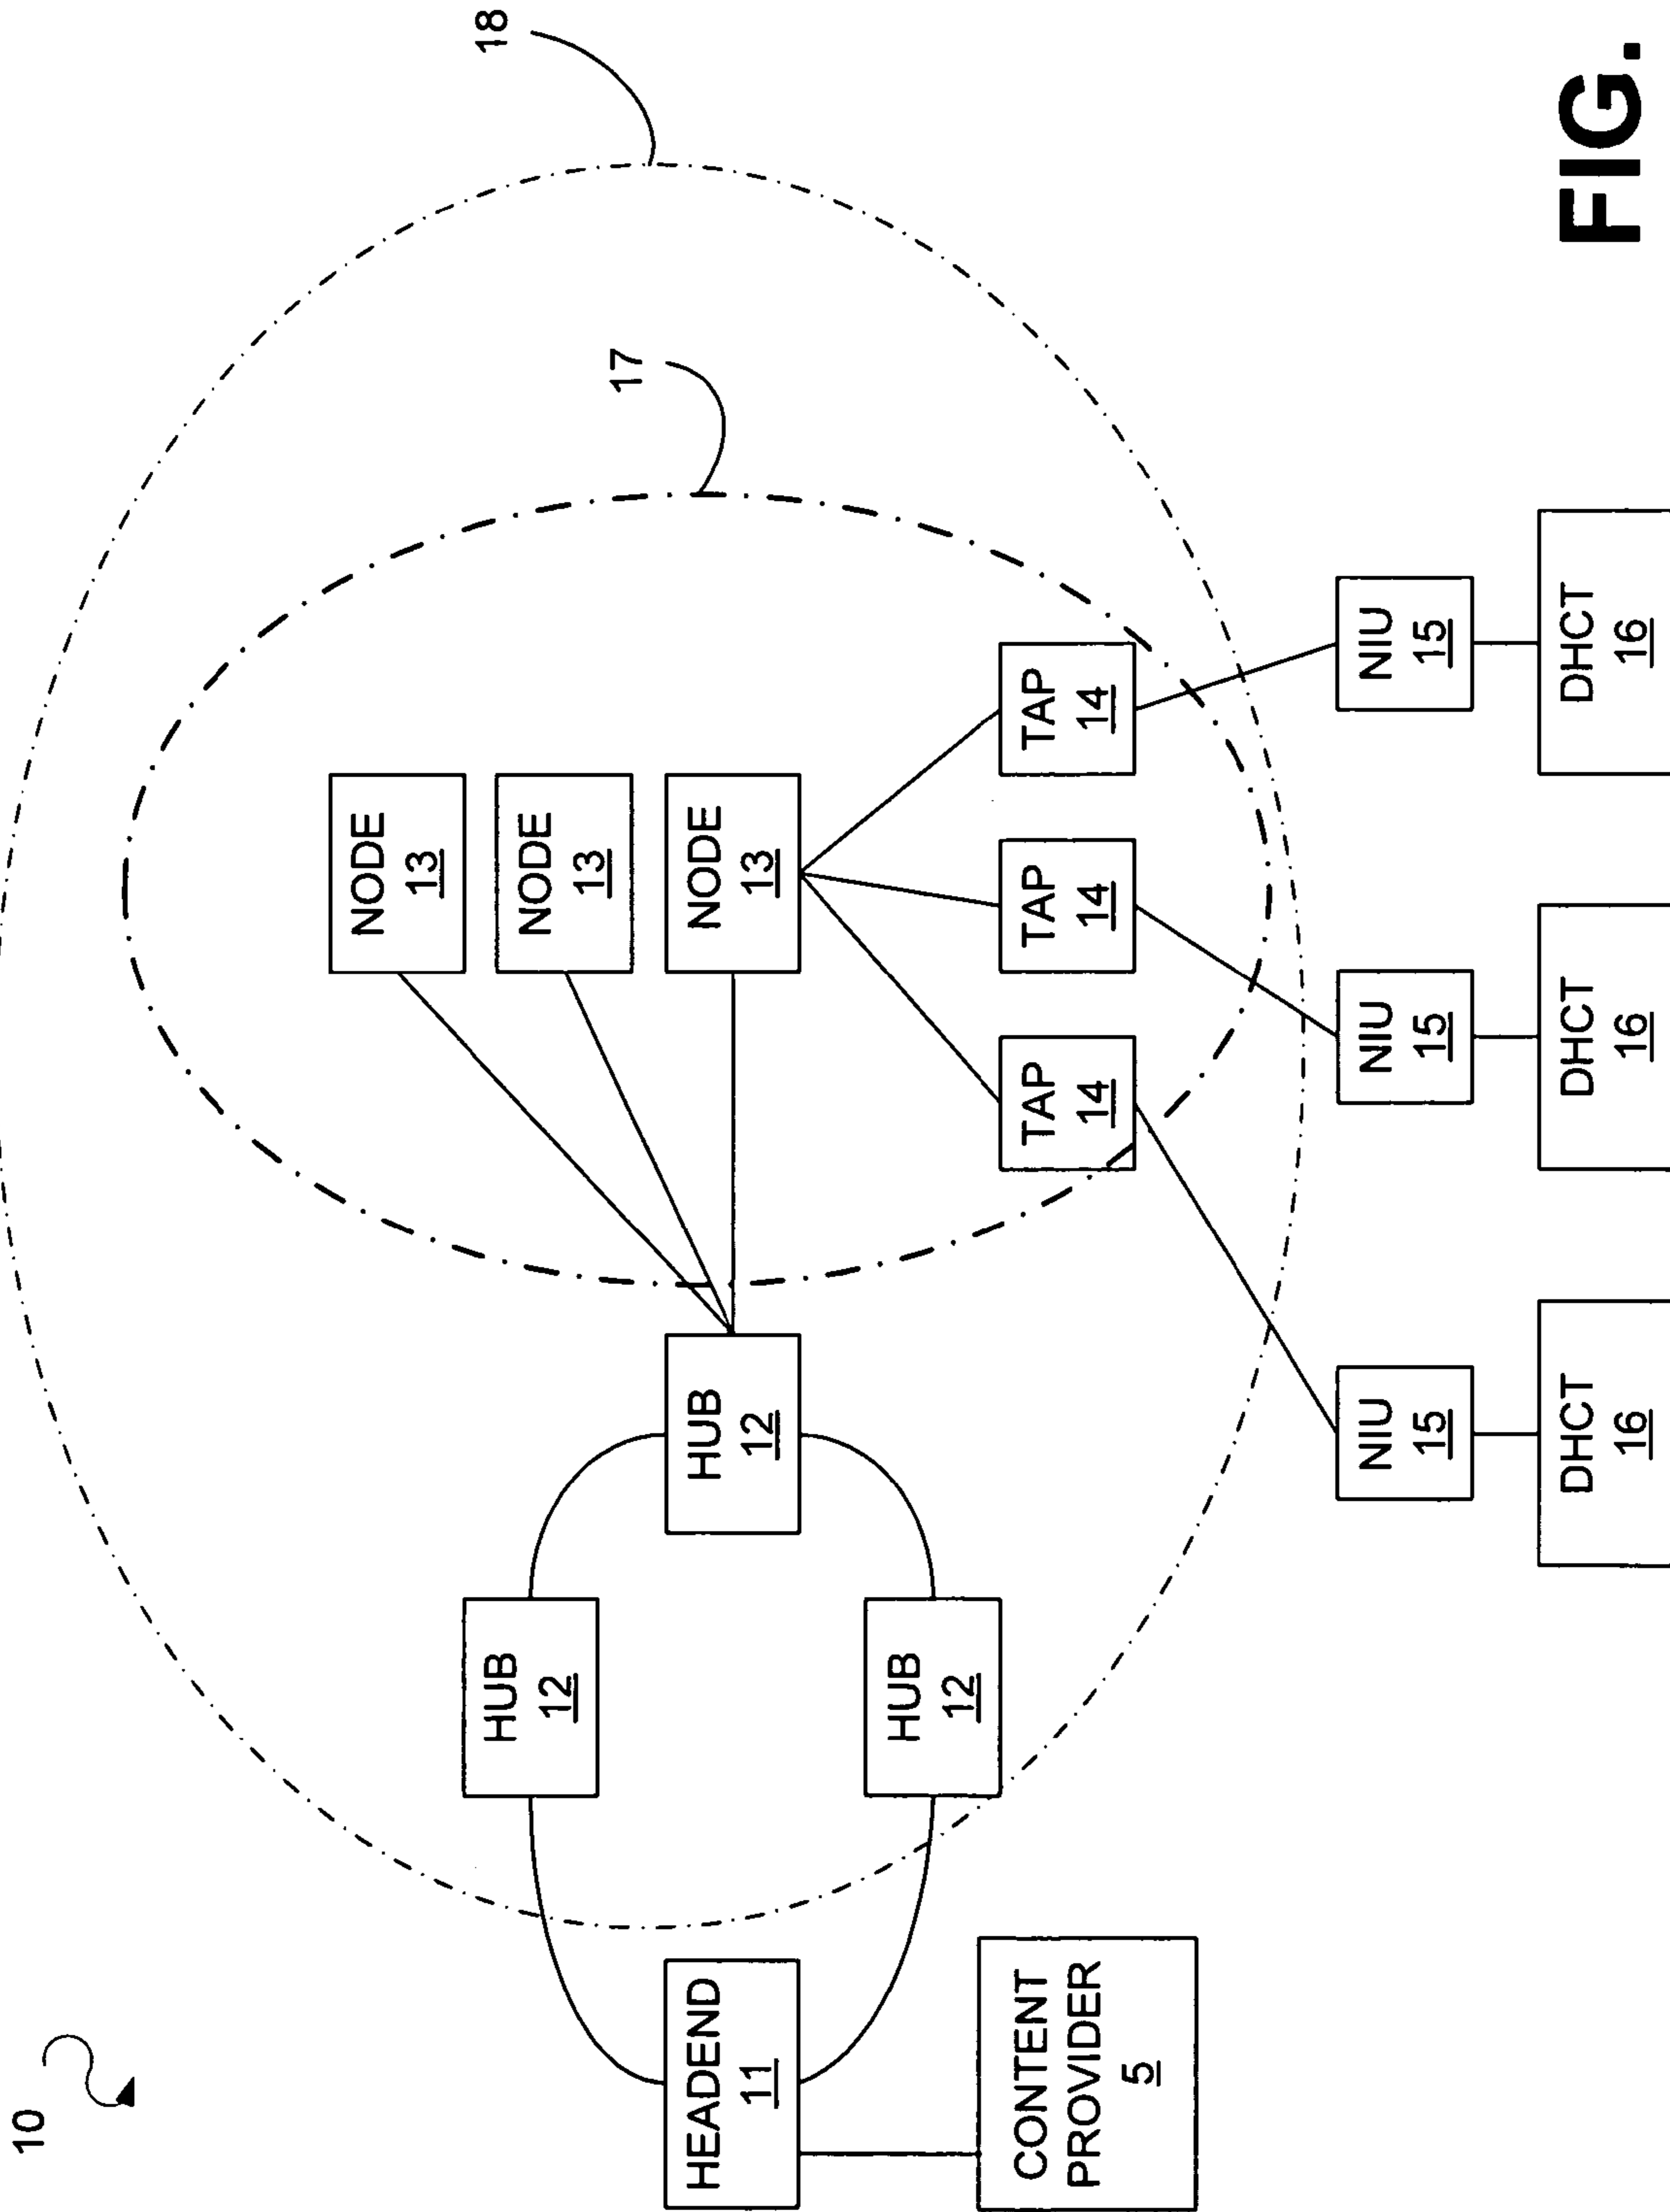 10
18
17
NODE
13
NODE
13
NODE
13
HUB
12
HUB
12
HUB
12
HEADEND
11
CONTENT
PROVIDER
5
TAP
14
TAP
14
TAP
14
NIU
15
NIU
15
NIU
15
DHCT
16
DHCT
16
DHCT
16
FIG.